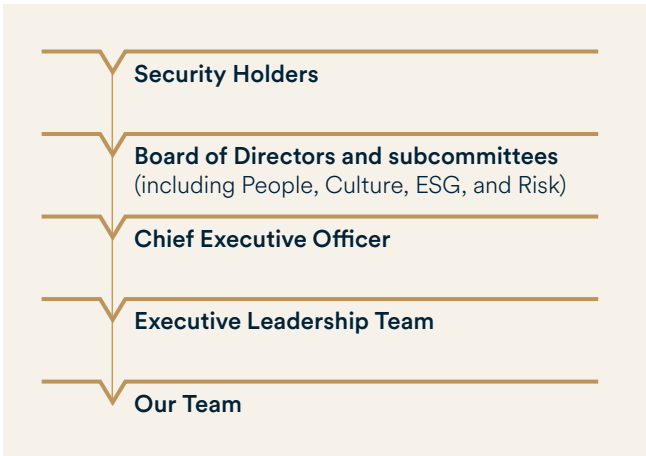 Security Holders
Board of Directors and subcommittees
(including People, Culture, ESG, and Risk)
Chief Executive Officer
Executive Leadership Team
Our Team